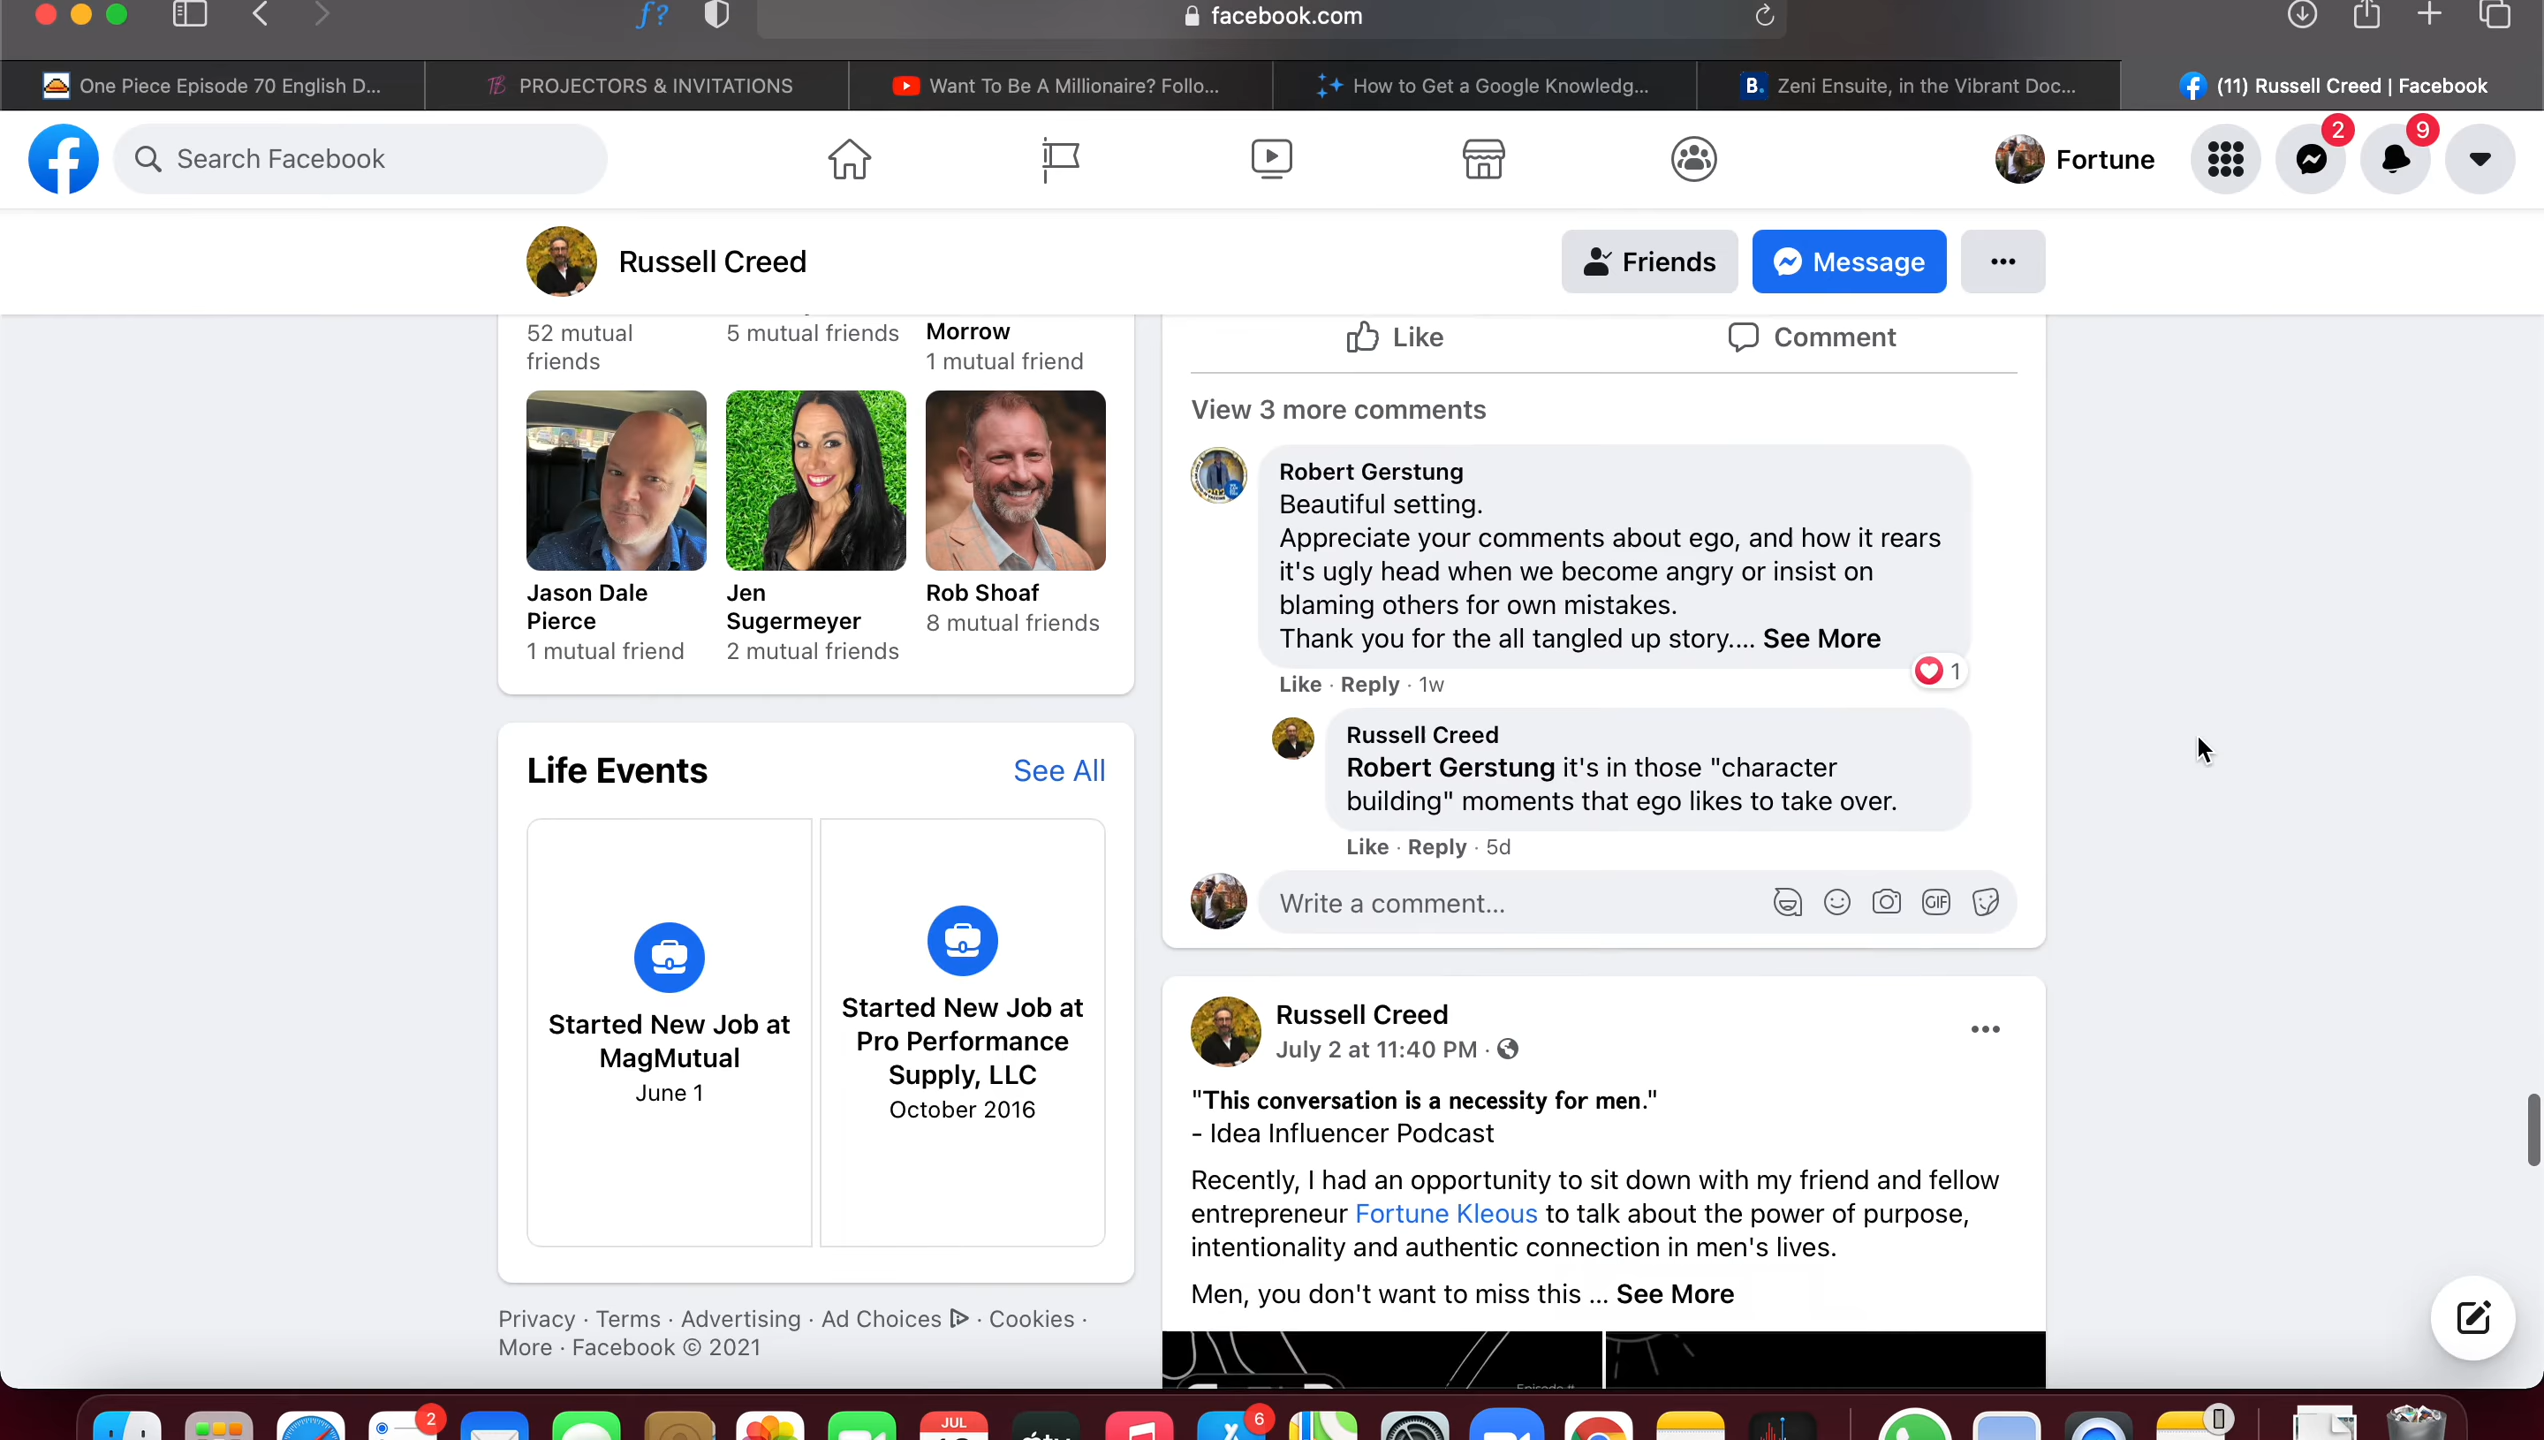 facebook.com
One Piece Episode 70 English D...
TB PROJECTORS & INVITATIONS
Want To Be A Millionaire? Follo...
How to Get a Google Knowledg...
B. Zeni Ensuite, in the Vibrant Doc...
(11) Russell Creed | Facebook
Search Facebook
Fortune
2
9
Russell Creed
Friends
Message
52 mutual
friends
5 mutual friends
Morrow
1 mutual friend
Jason Dale
Pierce
1 mutual friend
Jen
Sugermeyer
2 mutual friends
Rob Shoaf
8 mutual friends
Life Events
See All
Started New Job at
MagMutual
June 1
Started New Job at
Pro Performance
Supply, LLC
October 2016
Privacy · Terms · Advertising · Ad Choices · Cookies ·
More · Facebook © 2021
Like
Comment
View 3 more comments
Robert Gerstung
Beautiful setting.
Appreciate your comments about ego, and how it rears
it's ugly head when we become angry or insist on
blaming others for own mistakes.
Thank you for the all tangled up story.... See More
1
Like · Reply · 1w
Russell Creed
Robert Gerstung it's in those "character
building" moments that ego likes to take over.
Like · Reply · 5d
Write a comment...
GIF
Russell Creed
July 2 at 11:40 PM ·
"This conversation is a necessity for men."
- Idea Influencer Podcast
Recently, I had an opportunity to sit down with my friend and fellow
entrepreneur Fortune Kleous to talk about the power of purpose,
intentionality and authentic connection in men's lives.
Men, you don't want to miss this ... See More
2
JUL
6